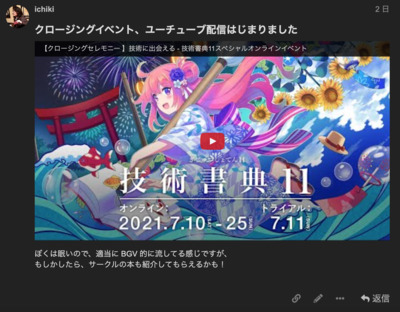 ichiki
2 日
クロージングイベント、ユーチューブ配信はじまりました
【クロージングセレモニー 】技術に出会える - 技術書典11スペシャルオンラインイベント
技術書典11
オンライン:
トライアル:
2021.7.10 - 25
7.11
ぼくは眠いので、適当に BGV 的に流してる感じですが、
もしかしたら、サークルの本も紹介してもらえるかも！
返信